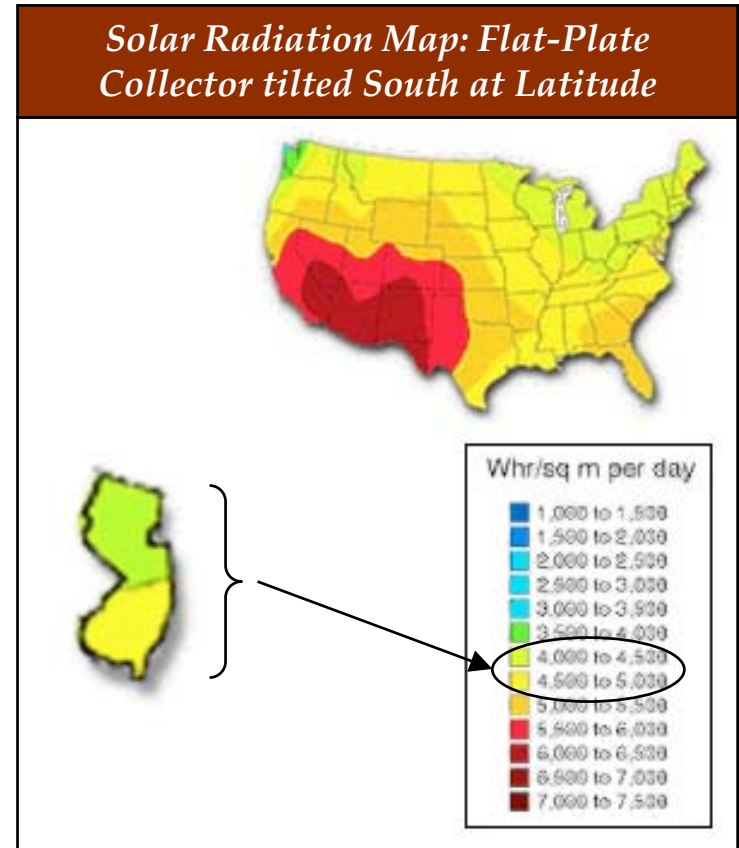 Solar Radiation Map: Flat-Plate
Collector tilted South at Latitude
Whr/sq m per day
1,000 to 1,500
1,500 to 2,000
2,000 to 2,500
2,500 to 3,000
3,000 to 3,500
3,500 to 4,000
4,000 to 4,500
4,500 to 5,000
5,000 to 5,500
5,500 to 6,000
6,000 to 6,500
6,500 to 7,000
7,000 to 7,500